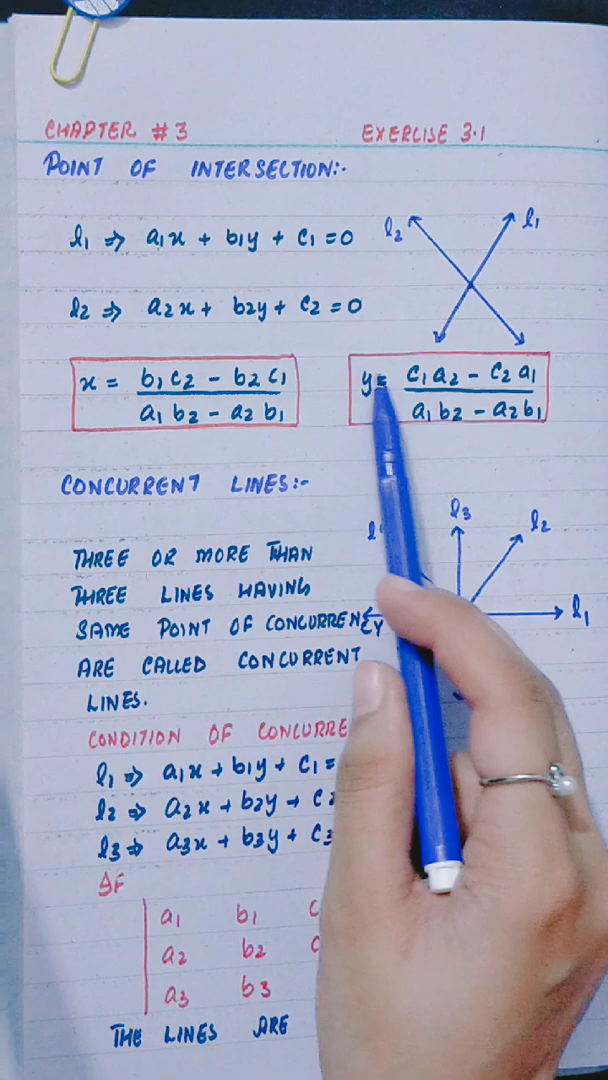 CHAPTER #3 EXERCISE 3.1
POINT OF INTERSECTION:-
l₁ ⇒ a₁x + b₁y + c₁ = 0
l₂ l₁
l₂ ⇒ a₂x + b₂y + c₂ = 0
x = b₁c₂ - b₂c₁ / a₁b₂ - a₂b₁
y = c₁a₂ - c₂a₁ / a₁b₂ - a₂b₁
CONCURRENT LINES:-
l₃ l₂
l₁
THREE OR MORE THAN
THREE LINES HAVING
SAME POINT OF CONCURRENCY
ARE CALLED CONCURRENT
LINES.
CONDITION OF
l₁ ⇒ a₁x + b₁y + c₁ =
l₂ ⇒ a₂x + b₂y + c₂
l₃ ⇒ a₃x + b₃y + c₃
IF
a₁ b₁
a₂ b₂
a₃ b₃
THE LINES ARE